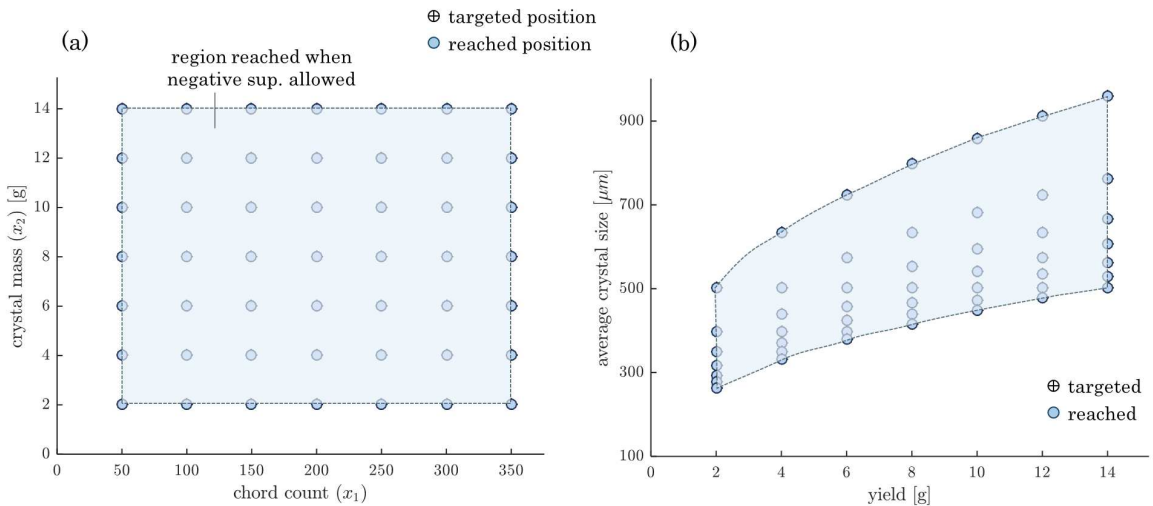 (a)
targeted position
reached position
region reached when
negative sup. allowed
crystal mass (x₂) [g]
14
12
10
8
6
4
2
0
0 50 100 150 200 250 300 350
chord count (x₁)
(b)
average crystal size [μm]
900
700
500
300
100
targeted
reached
0 2 4 6 8 10 12 14
yield [g]